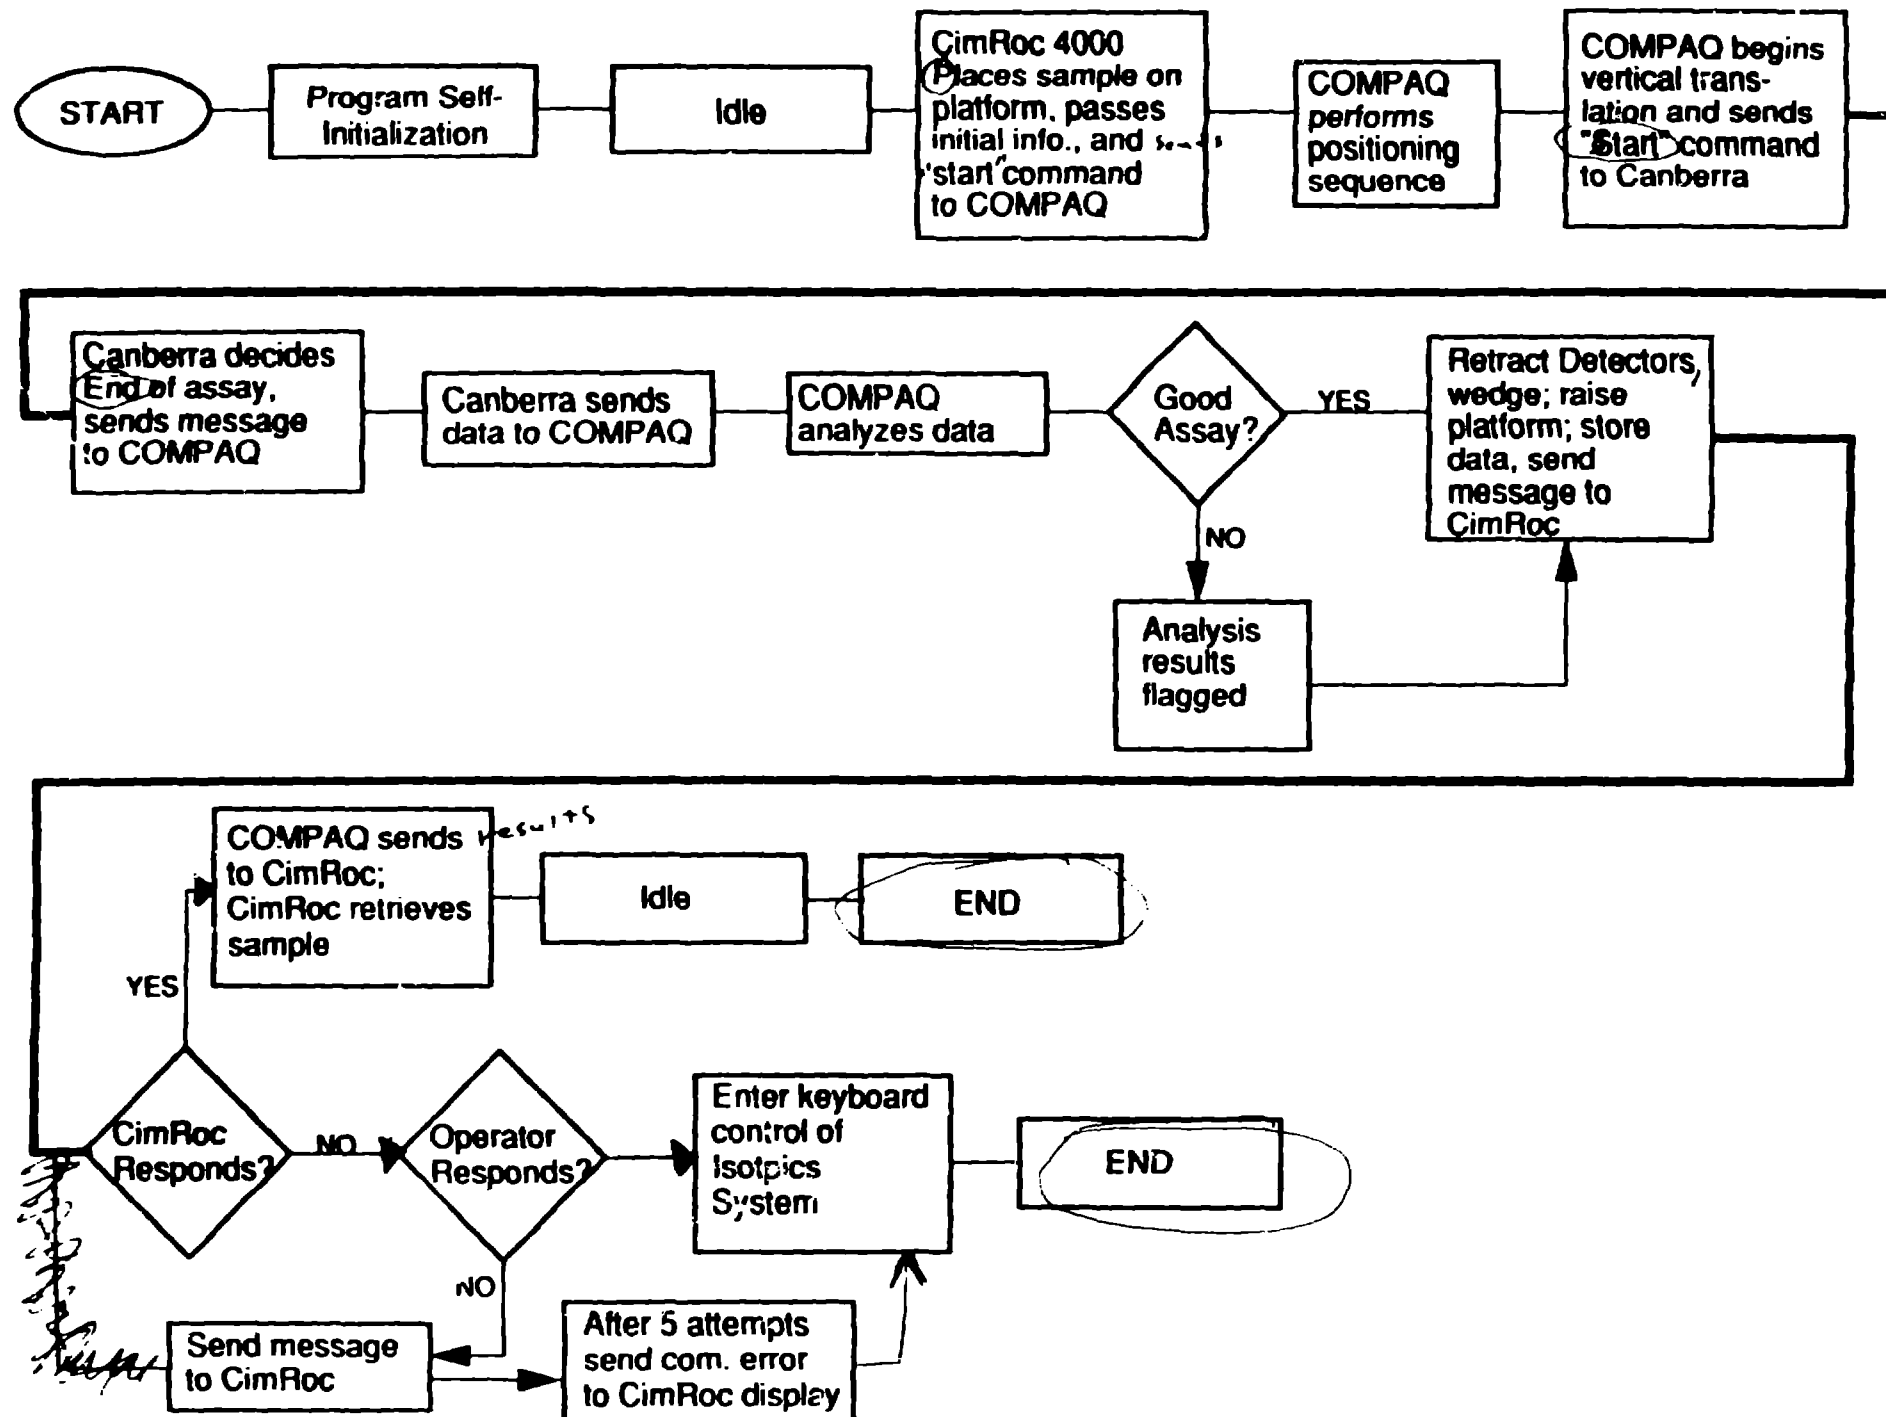 START
Program Self-
Initialization
Idle
CimRoc 4000
Places sample on
platform, passes
initial info., and sends
"start" command
to COMPAQ
COMPAQ
performs
positioning
sequence
COMPAQ begins
vertical trans-
lation and sends
"Start" command
to Canberra
Canberra decides
End of assay,
sends message
to COMPAQ
Canberra sends
data to COMPAQ
COMPAQ
analyzes data
Good
Assay?
YES
Retract Detectors,
wedge; raise
platform; store
data, send
message to
CimRoc
NO
Analysis
results
flagged
COMPAQ sends results
to CimRoc;
CimRoc retrieves
sample
Idle
END
YES
CimRoc
Responds?
NO
Operator
Responds?
Enter keyboard
control of
Isotpics
System
END
NO
Send message
to CimRoc
After 5 attempts
send com. error
to CimRoc display